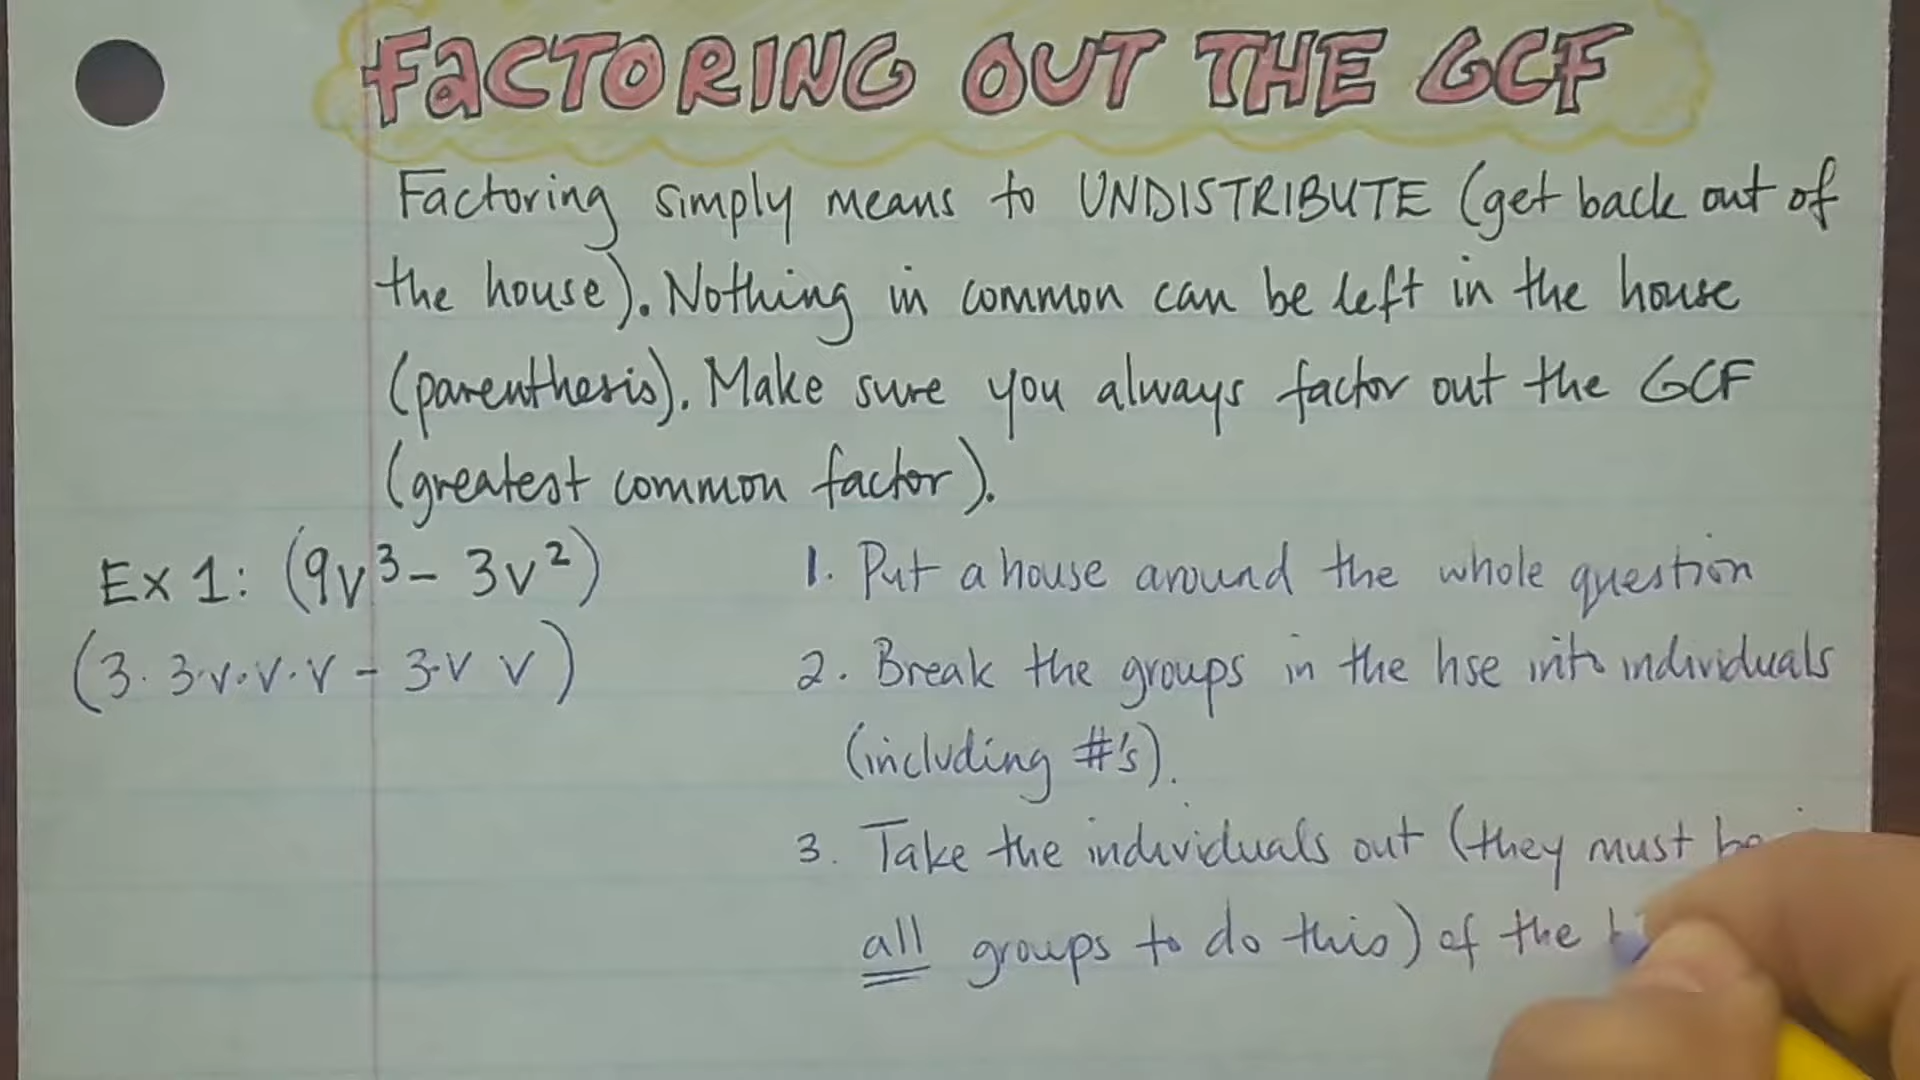 FACTORING OUT THE GCF
Factoring simply means to UNDISTRIBUTE (get back out of
the house). Nothing in common can be left in the house
(parenthesis). Make sure you always factor out the GCF
(greatest common factor).
Ex 1: (9v³ - 3v²)
(3· 3·v·v·v - 3·v v)
1. Put a house around the whole question
2. Break the groups in the hse into individuals
(including #'s).
3. Take the individuals out (they must be
all groups to do this) of the